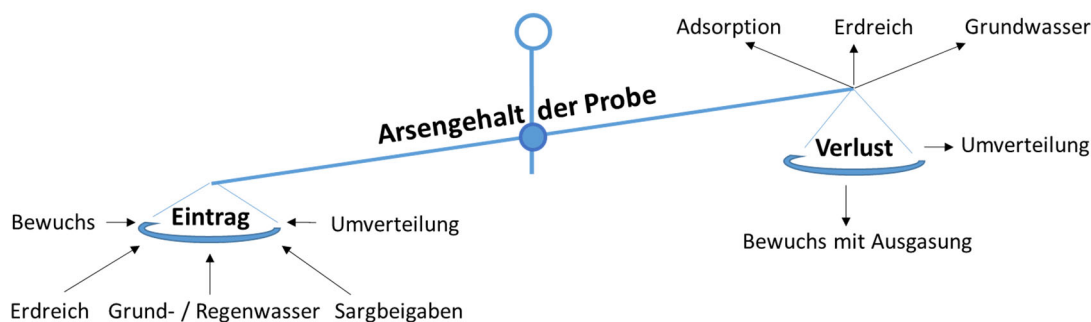 Adsorption
Erdreich
Grundwasser
Arsengehalt der Probe
Verlust
Umverteilung
Bewuchs mit Ausgasung
Bewuchs
Eintrag
Umverteilung
Erdreich
Grund- / Regenwasser
Sargbeigaben